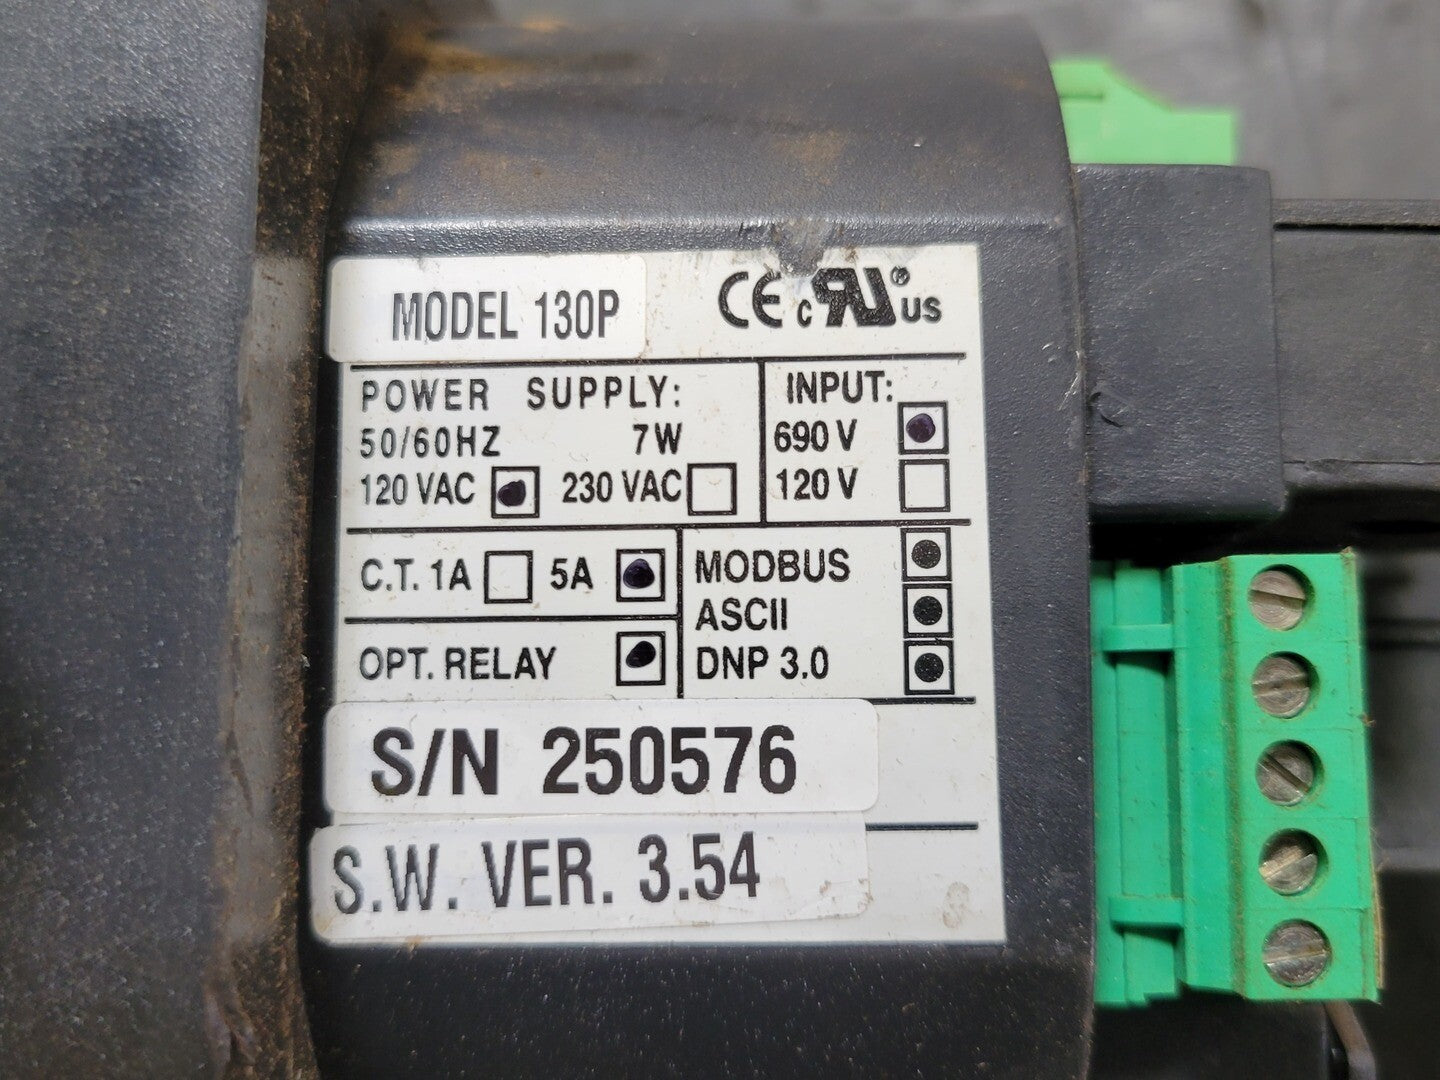 MODEL 130P CE c RU ® US
POWER SUPPLY:
50/60HZ 7W
120 VAC 230 VAC
INPUT:
690 V
120 V
C.T. 1A 5A
OPT. RELAY
MODBUS
ASCII
DNP 3.0
S/N 250576
S.W. VER. 3.54